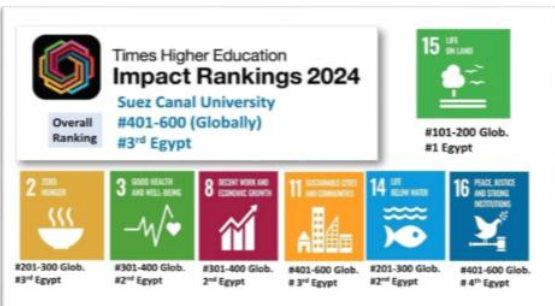 Times Higher Education
Impact Rankings 2024
Suez Canal University
Overall
Ranking
#401-600 (Globally)
#3rd Egypt
15 LIFE
ON LAND
#101-200 Glob.
#1 Egypt
2 ZERO
HUNGER
#201-300 Glob.
#3rd Egypt
3 GOOD HEALTH
AND WELL-BEING
#301-400 Glob.
#2nd Egypt
8 DECENT WORK AND
ECONOMIC GROWTH
#301-400 Glob.
2nd Egypt
11 SUSTAINABLE CITIES
AND COMMUNITIES
#401-600 Glob.
# 3rd Egypt
14 LIFE
BELOW WATER
#201-300 Glob.
#2nd Egypt
16 PEACE, JUSTICE
AND STRONG
INSTITUTIONS
#401-600 Glob.
# 4th Egypt